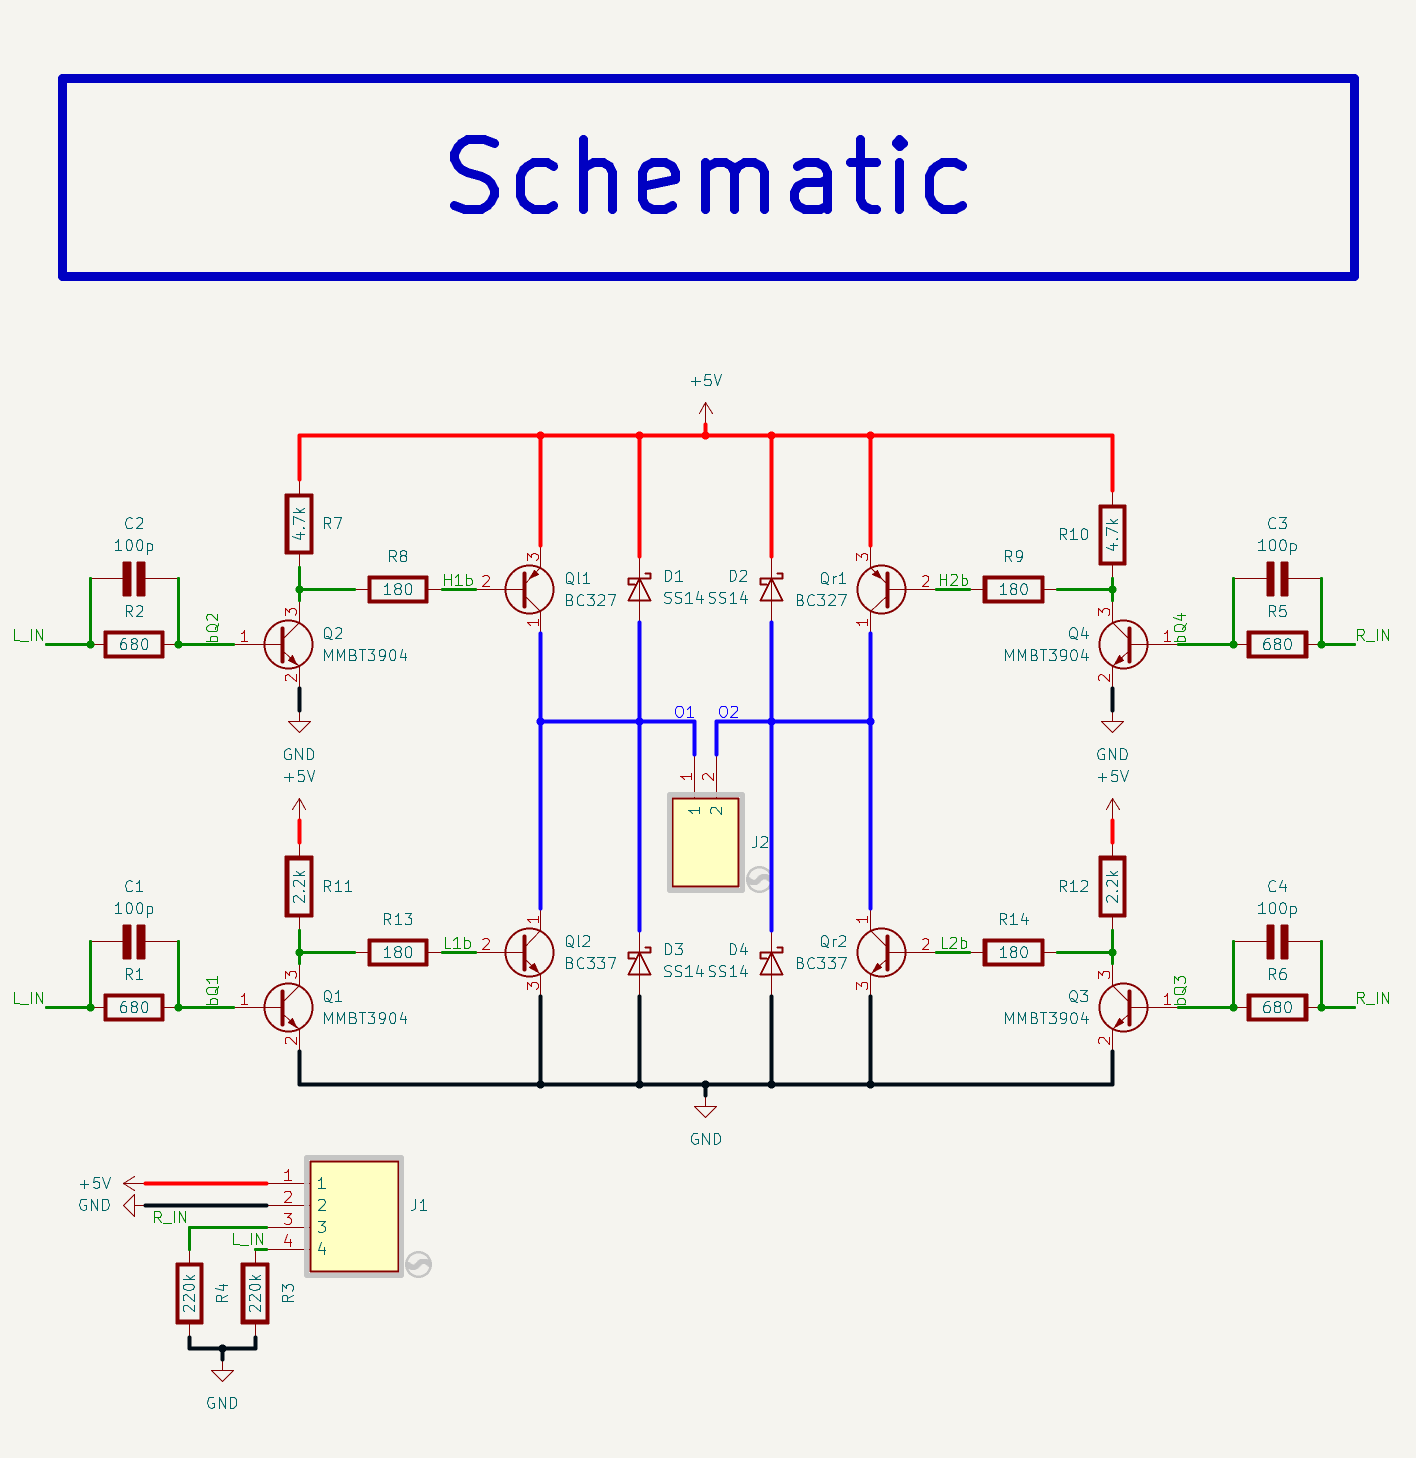 Schematic
+5V
C2
100p
R2
680
L_IN
bQ2
4.7k
R7
R8
180
H1b
2
3
1
Ql1
BC327
D1
SS14
D2
SS14
Qr1
BC327
3
1
2
H2b
R9
180
R10
4.7k
C3
100p
R5
680
R_IN
bQ4
1
3
2
Q2
MMBT3904
GND
+5V
Q4
MMBT3904
3
1
2
GND
+5V
O1
O2
1
2
1
2
J2
C1
100p
R1
680
L_IN
bQ1
2.2k
R11
R13
180
L1b
2
1
3
Ql2
BC337
D3
SS14
D4
SS14
Qr2
BC337
1
3
2
L2b
R14
180
R12
2.2k
C4
100p
R6
680
R_IN
bQ3
1
3
2
Q1
MMBT3904
Q3
MMBT3904
3
1
2
GND
+5V
1
1
GND
2
2
J1
R_IN
3
3
L_IN
4
4
220k
R4
220k
R3
GND